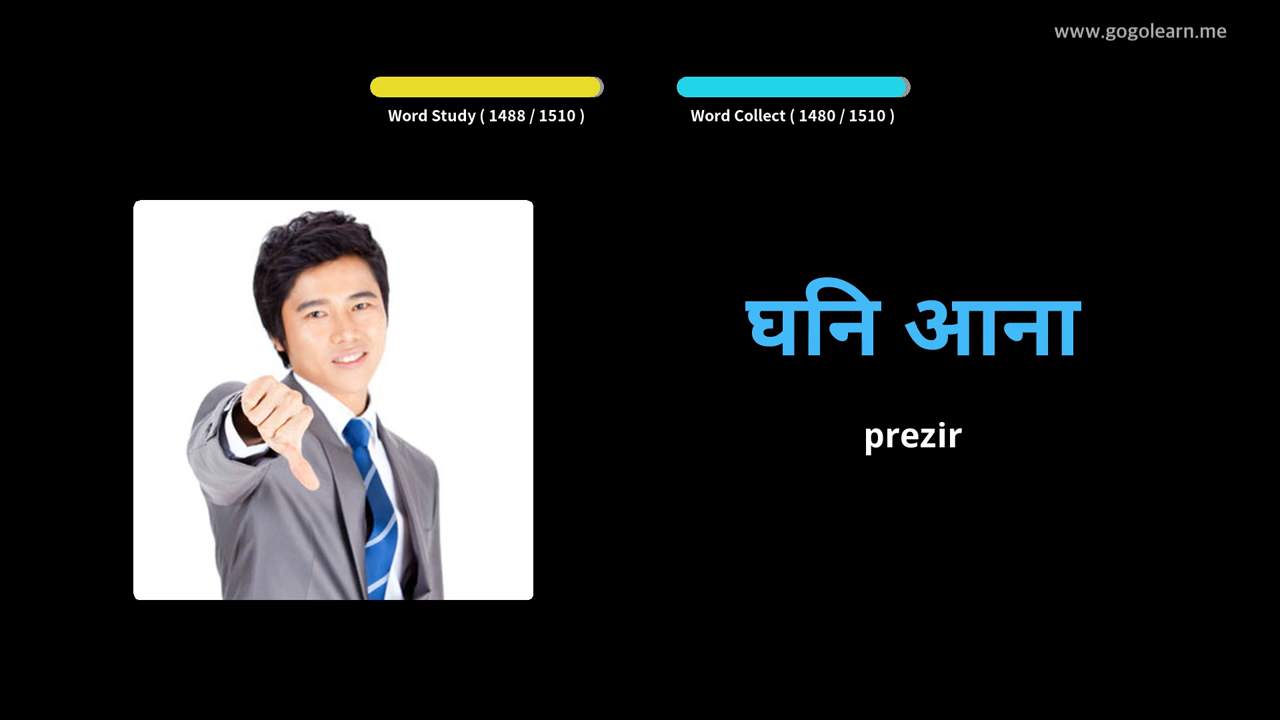 www.gogolearn.me
Word Study ( 1488 / 1510 )
Word Collect ( 1480 / 1510 )
घनि आना
prezir